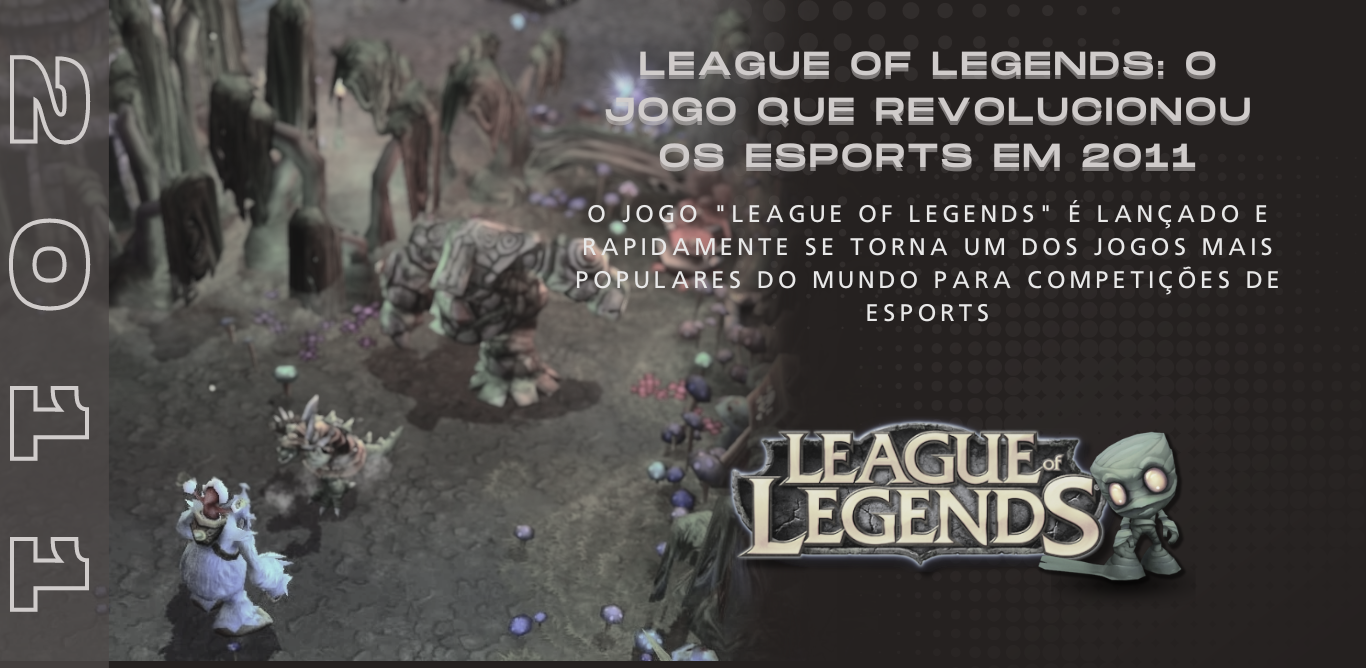 2011
LEAGUE OF LEGENDS: O
JOGO QUE REVOLUCIONOU
OS ESPORTS EM 2011
O JOGO "LEAGUE OF LEGENDS" É LANÇADO E
RAPIDAMENTE SE TORNA UM DOS JOGOS MAIS
POPULARES DO MUNDO PARA COMPETIÇÕES DE
ESPORTS
LEAGUE of
LEGENDS